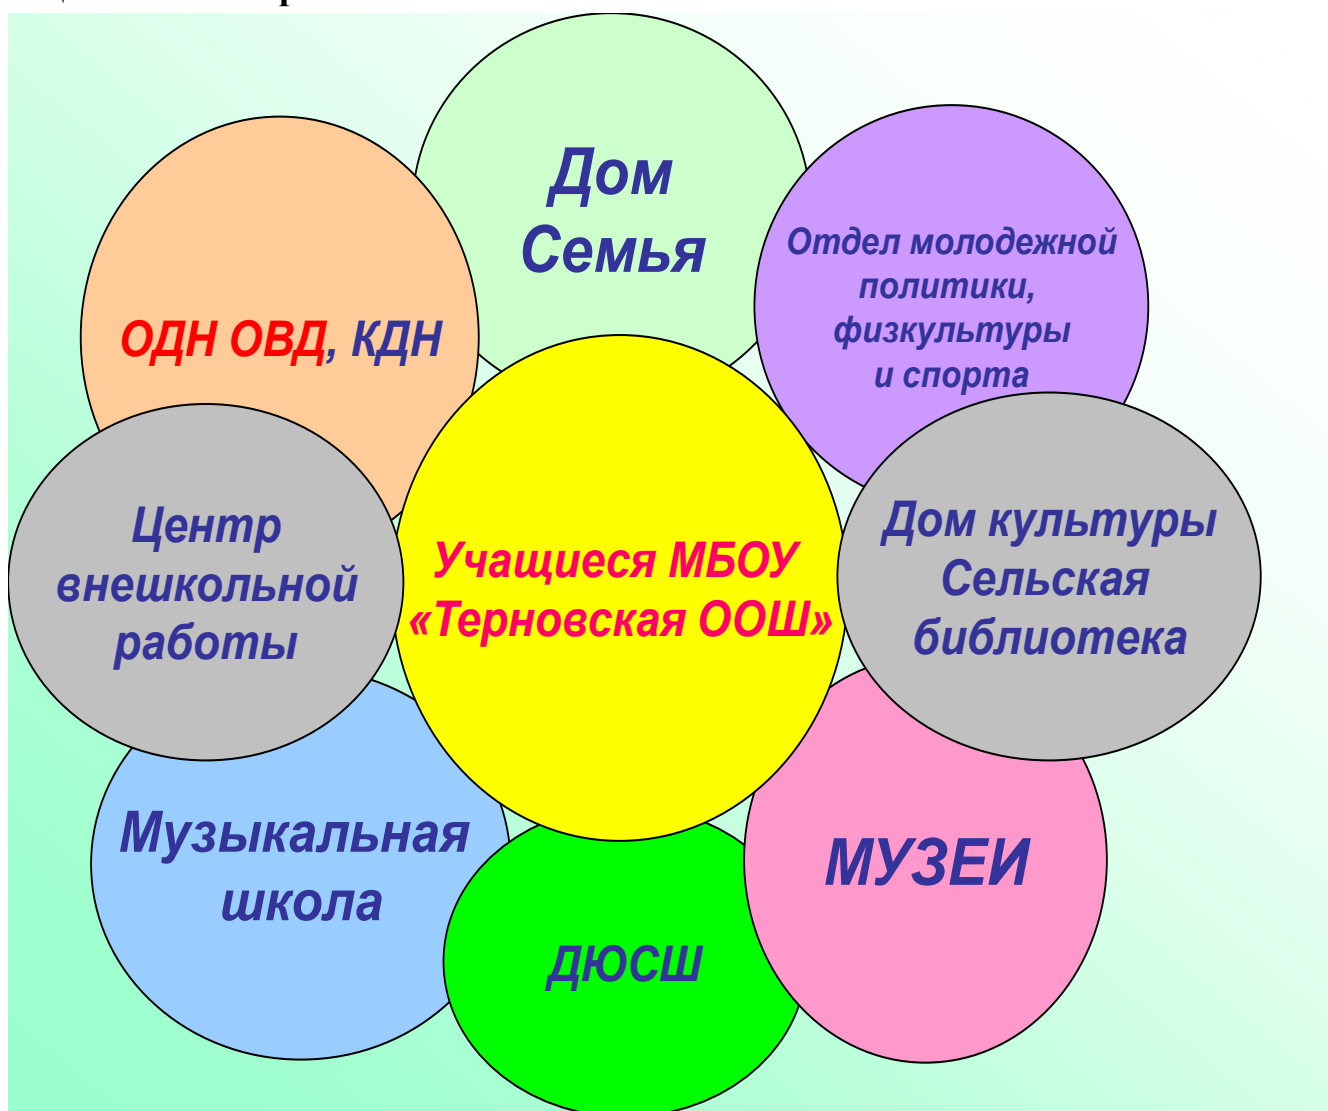 Дом
Семья
Отдел молодежной
политики,
физкультуры
и спорта
ОДН ОВД, КДН
Центр
внешкольной
работы
Учащиеся МБОУ
«Терновская ООШ»
Дом культуры
Сельская
библиотека
Музыкальная
школа
МУЗЕИ
ДЮСШ